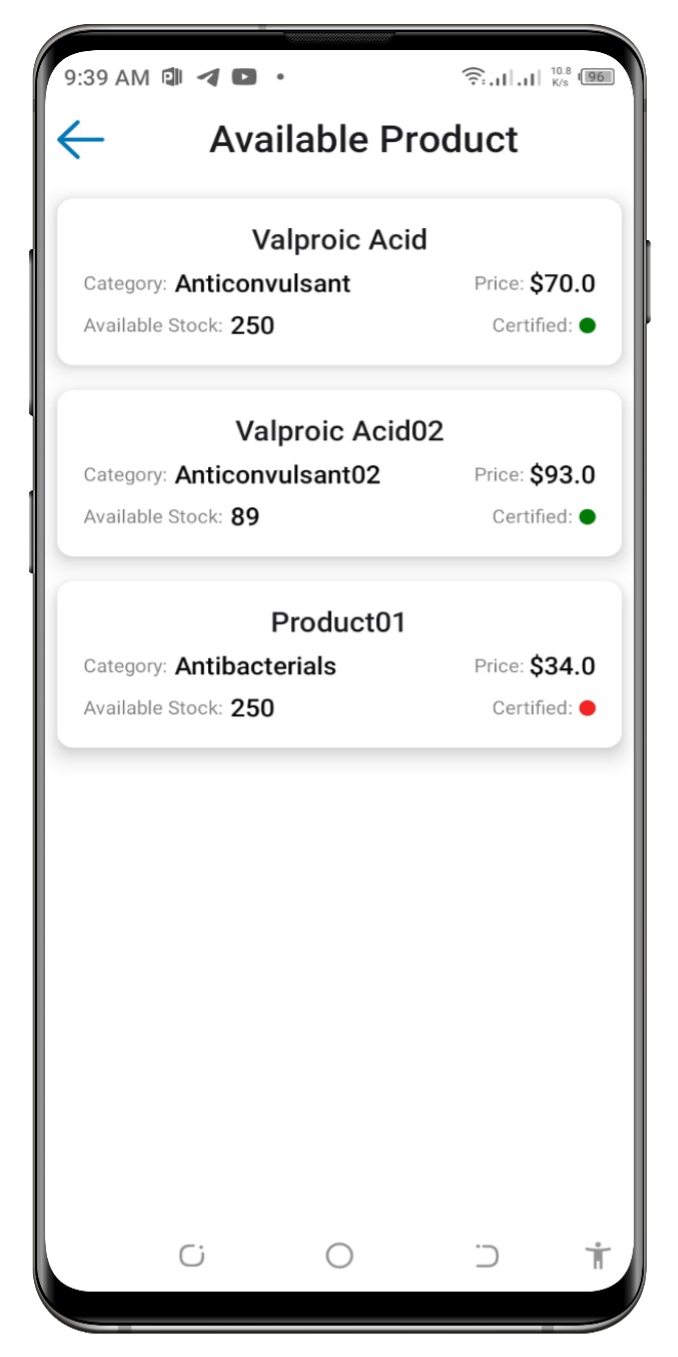 9:39 AM 10.8 K/s 96
Available Product
Valproic Acid
Category: Anticonvulsant Price: $70.0
Available Stock: 250 Certified:
Valproic Acid02
Category: Anticonvulsant02 Price: $93.0
Available Stock: 89 Certified:
Product01
Category: Antibacterials Price: $34.0
Available Stock: 250 Certified: